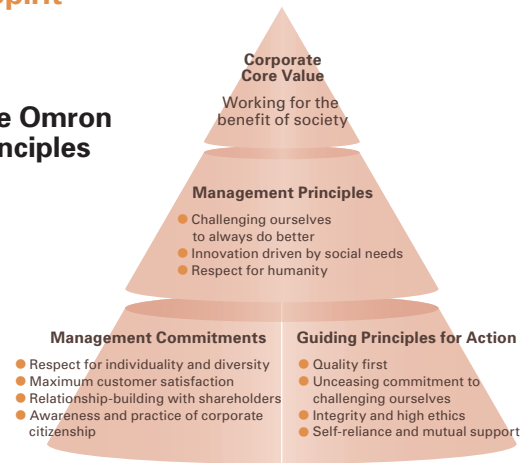 Corporate
Core Value
Working for the
benefit of society
Omron
Management Principles
● Challenging ourselves
to always do better
● Innovation driven by social needs
● Respect for humanity
Management Commitments
● Respect for individuality and diversity
● Maximum customer satisfaction
● Relationship-building with shareholders
● Awareness and practice of corporate
citizenship
Guiding Principles for Action
● Quality first
● Unceasing commitment to
challenging ourselves
● Integrity and high ethics
● Self-reliance and mutual support